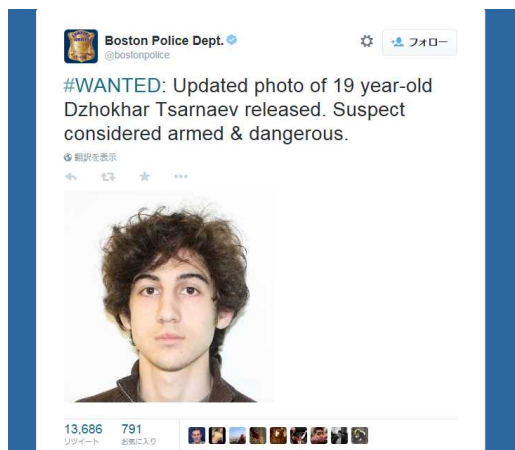 Boston Police Dept.
@bostonpolice
フォロー
#WANTED: Updated photo of 19 year-old
Dzhokhar Tsarnaev released. Suspect
considered armed & dangerous.
翻訳を表示
13,686 791
リツイート お気に入り